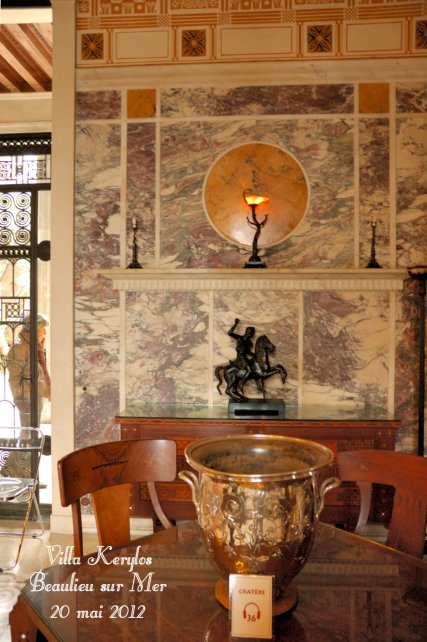 CRATÈRE
36
Villa Kerylos
Beaulieu sur Mer
20 mai 2012